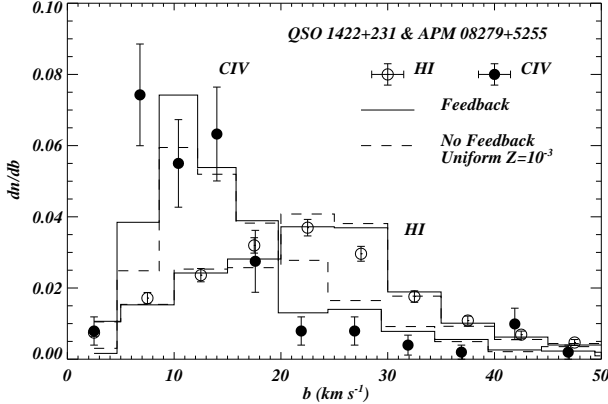 QSO 1422+231 & APM 08279+5255
HI CIV
Feedback
No Feedback
Uniform Z=10⁻³
CIV
HI
dn/db
0.10
0.08
0.06
0.04
0.02
0.00
0 10 20 30 40 50
b (km s⁻¹)